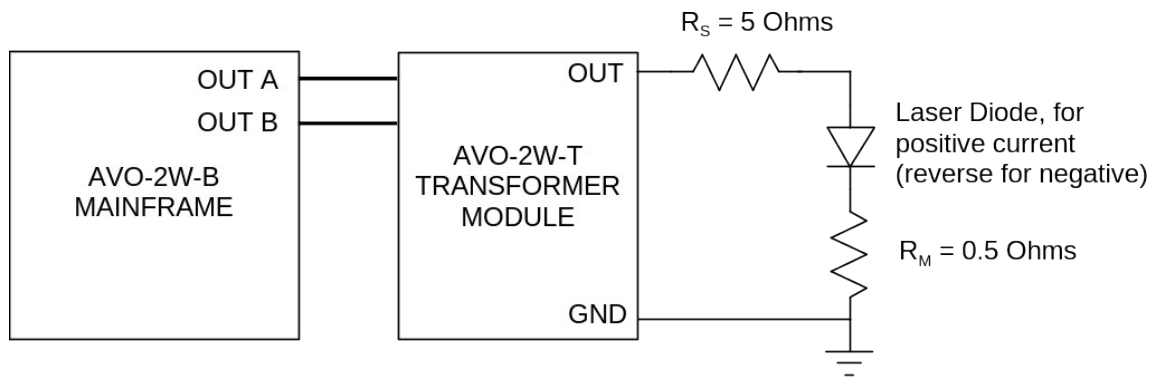 R_S = 5 Ohms
OUT A
OUT B
AVO-2W-B
MAINFRAME
OUT
AVO-2W-T
TRANSFORMER
MODULE
GND
Laser Diode, for
positive current
(reverse for negative)
R_M = 0.5 Ohms